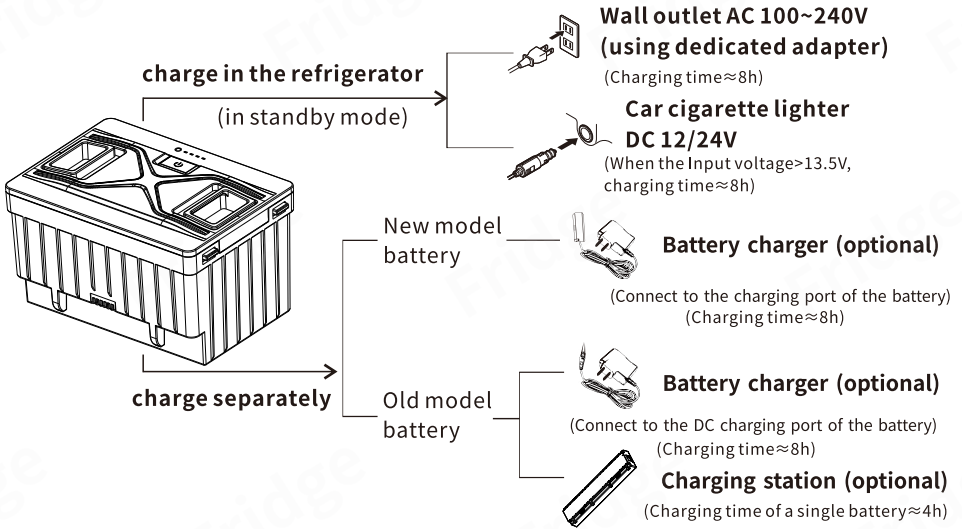 Wall outlet AC 100~240V
(using dedicated adapter)
(Charging time≈8h)
charge in the refrigerator
(in standby mode)
Car cigarette lighter
DC 12/24V
(When the Input voltage>13.5V,
charging time≈8h)
New model
battery
Battery charger (optional)
(Connect to the charging port of the battery)
(Charging time≈8h)
charge separately
Old model
battery
Battery charger (optional)
(Connect to the DC charging port of the battery)
(Charging time≈8h)
Charging station (optional)
(Charging time of a single battery≈4h)
Fridge
Fridge
Fridge
Fridge